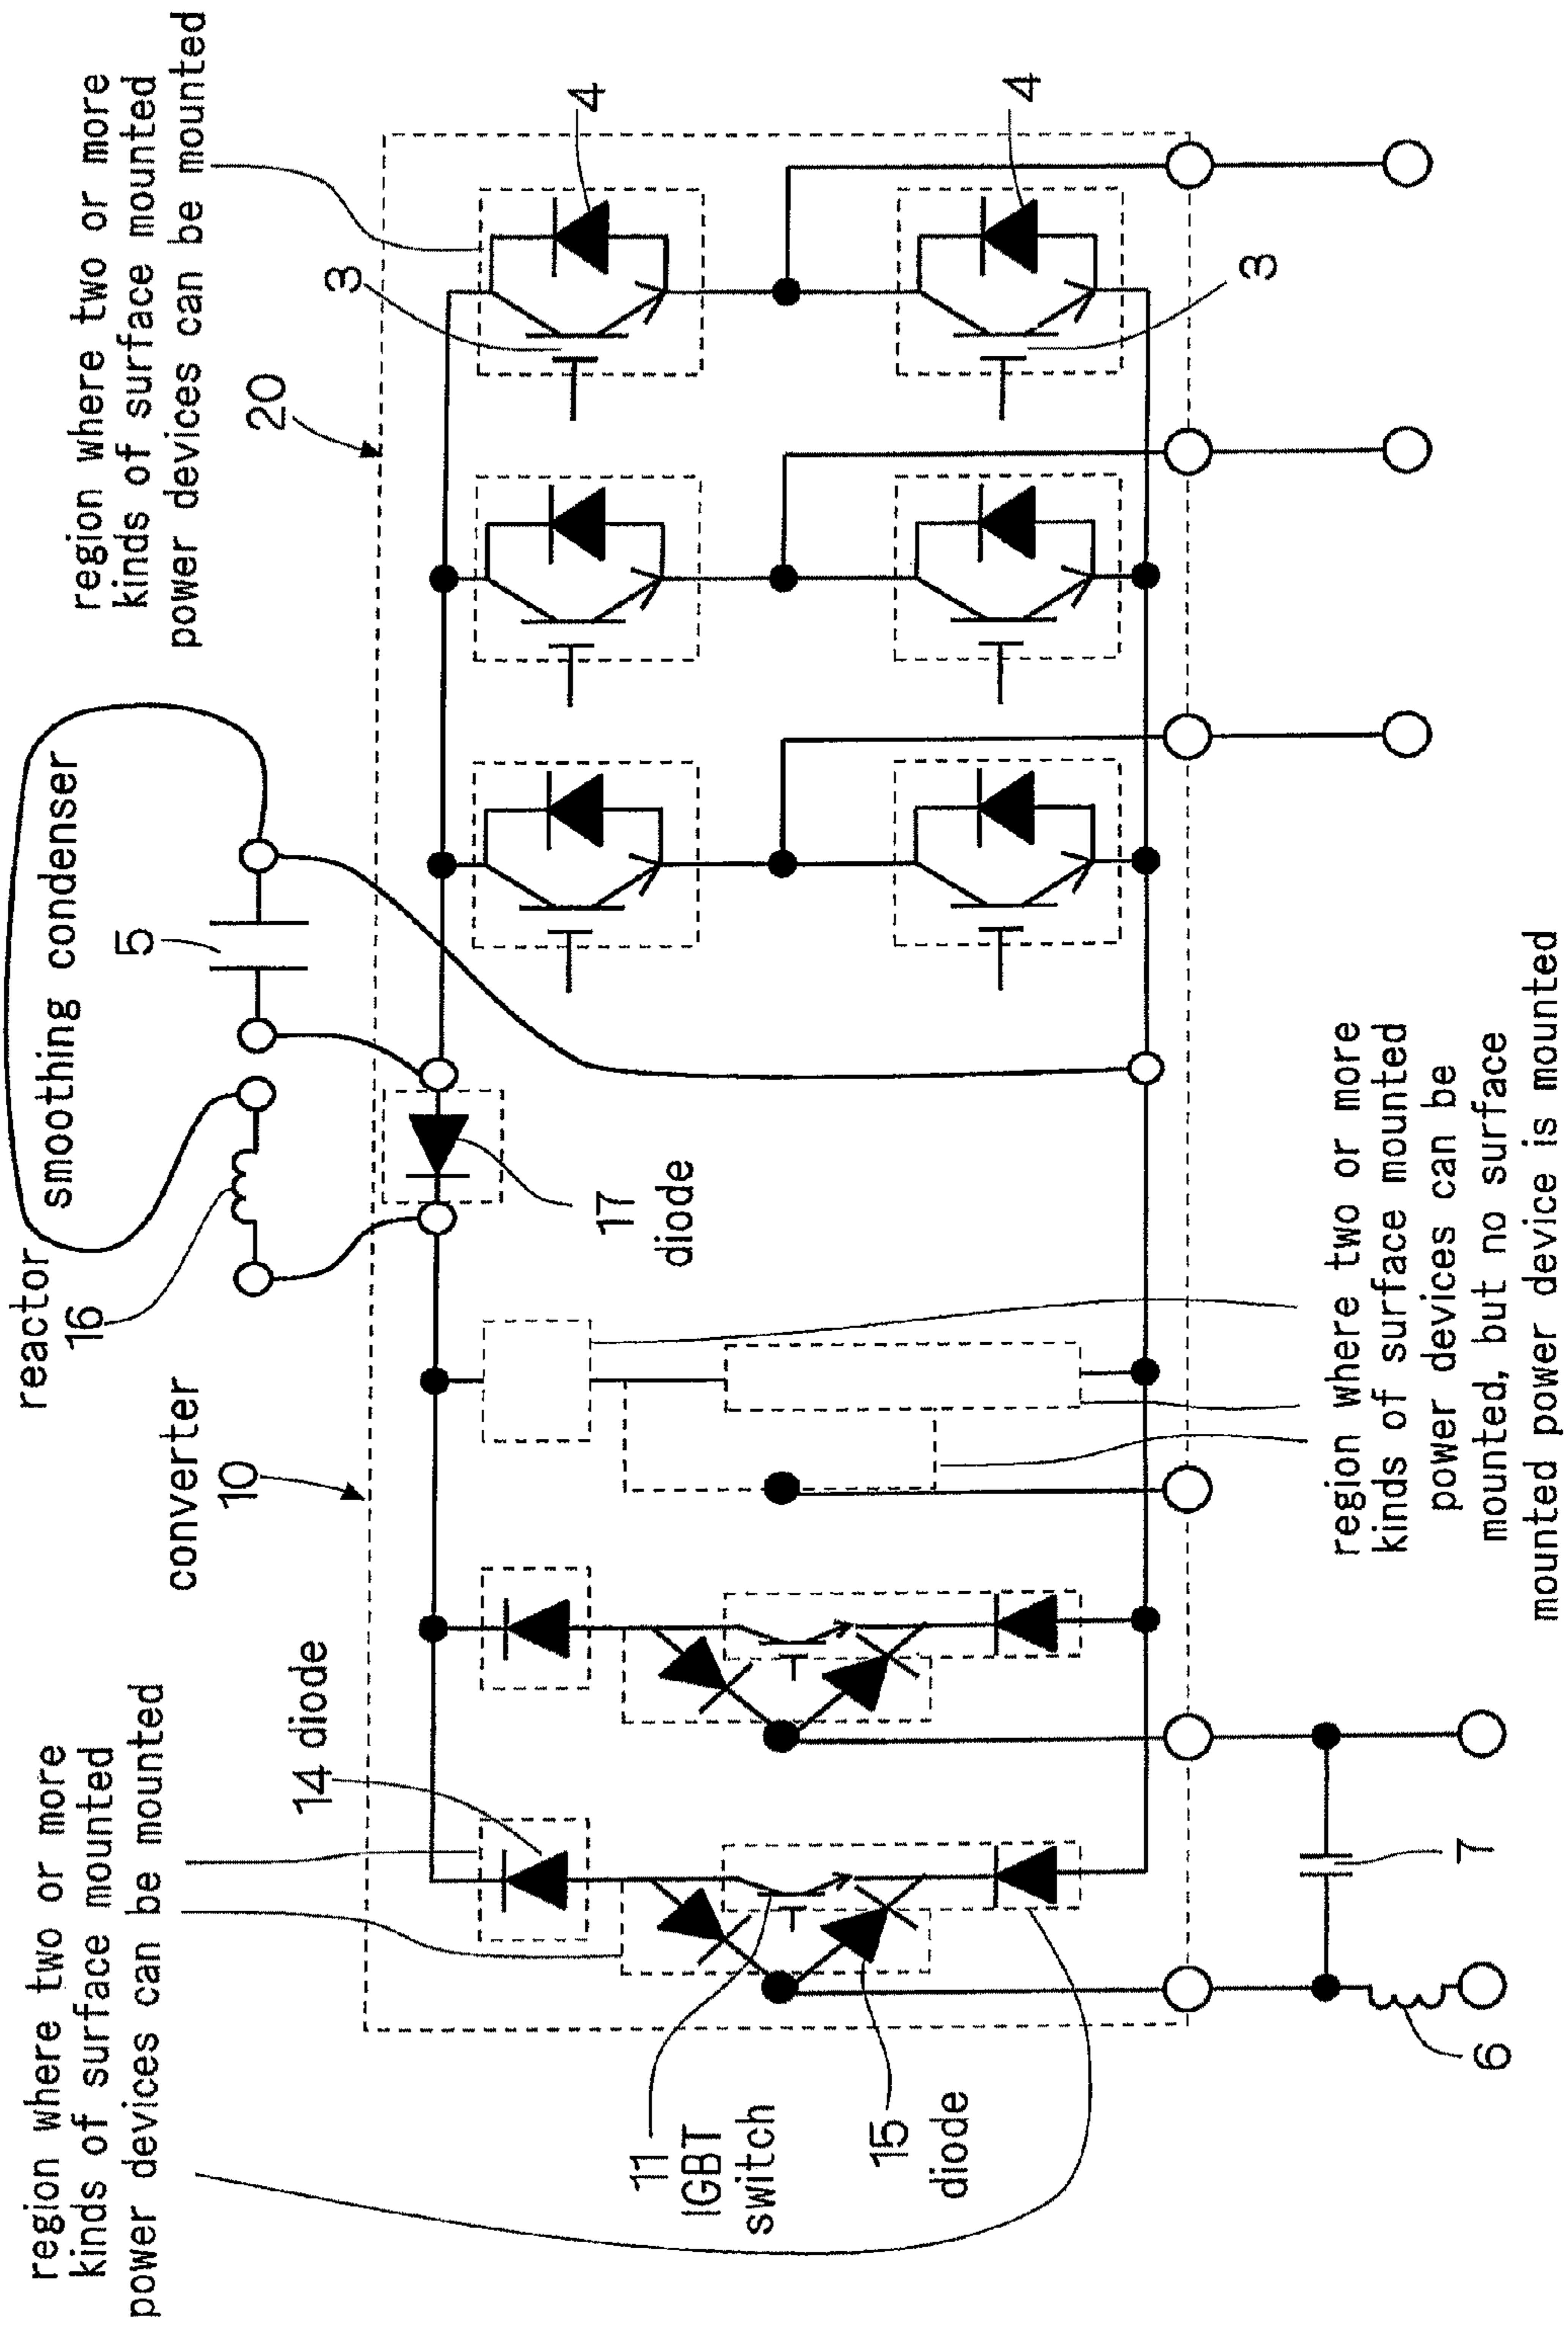 region where two or more
kinds of surface mounted
power devices can be mounted
14 diode
converter
10
reactor
16
smoothing condenser
5
20
region where two or more
kinds of surface mounted
power devices can be mounted
3
4
4
3
17
diode
11
IGBT
switch
15
diode
6
7
region where two or more
kinds of surface mounted
power devices can be
mounted, but no surface
mounted power device is mounted